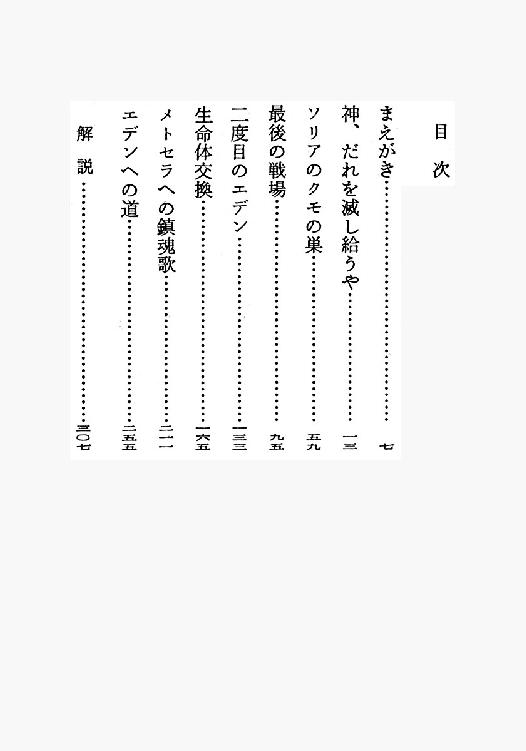 目次
まえがき……………………七
神、だれを滅し給うや……………………一三
ソリアのクモの巣……………………五九
最後の戦場……………………九五
二度目のエデン……………………一三三
生命体交換……………………一六五
メトセラへの鎮魂歌……………………二一一
エデンへの道……………………二五五
解説……………………三〇七